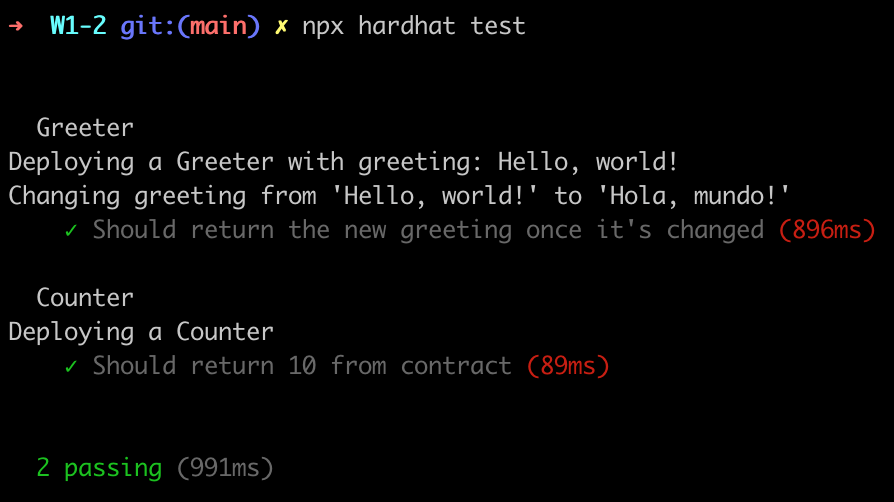 ➜  W1-2 git:(main) ✗ npx hardhat test
  Greeter
Deploying a Greeter with greeting: Hello, world!
Changing greeting from 'Hello, world!' to 'Hola, mundo!'
    ✓ Should return the new greeting once it's changed (896ms)
  Counter
Deploying a Counter
    ✓ Should return 10 from contract (89ms)
  2 passing (991ms)